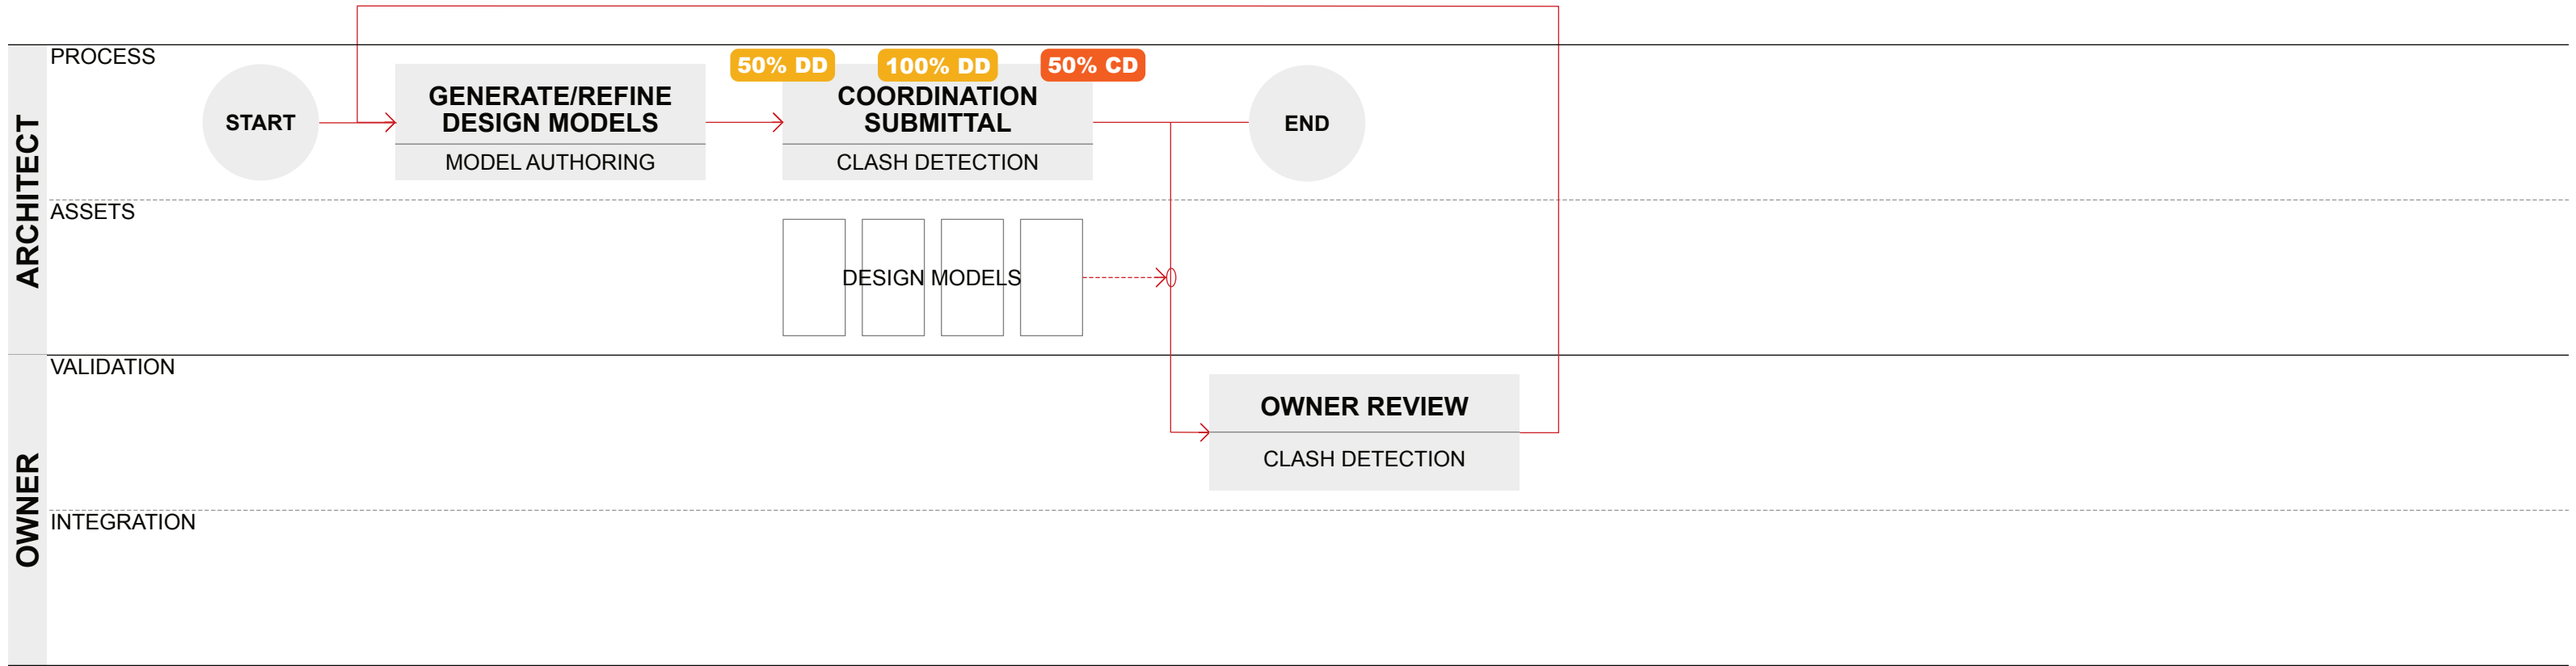 ARCHITECT
PROCESS
START
GENERATE/REFINE
DESIGN MODELS
MODEL AUTHORING
50% DD
100% DD
50% CD
COORDINATION
SUBMITTAL
CLASH DETECTION
END
ASSETS
DESIGN MODELS
OWNER
VALIDATION
OWNER REVIEW
CLASH DETECTION
INTEGRATION